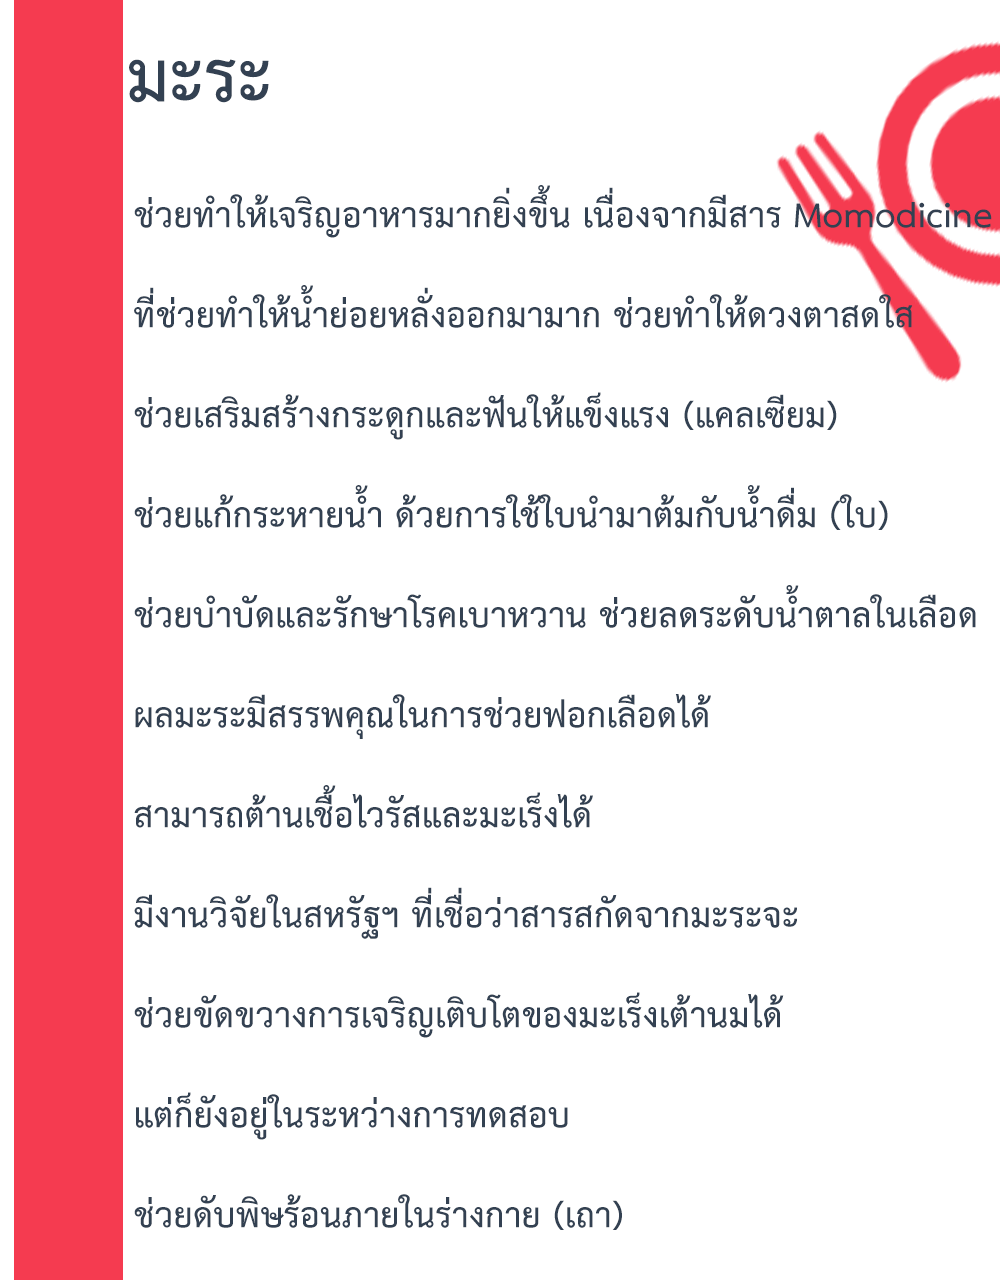 มะระ
ช่วยทำให้เจริญอาหารมากยิ่งขึ้น เนื่องจากมีสาร Momodicine
ที่ช่วยทำให้น้ำย่อยหลั่งออกมามาก ช่วยทำให้ดวงตาสดใส
ช่วยเสริมสร้างกระดูกและฟันให้แข็งแรง (แคลเซียม)
ช่วยแก้กระหายน้ำ ด้วยการใช้ใบนำมาต้มกับน้ำดื่ม (ใบ)
ช่วยบำบัดและรักษาโรคเบาหวาน ช่วยลดระดับน้ำตาลในเลือด
ผลมะระมีสรรพคุณในการช่วยฟอกเลือดได้
สามารถต้านเชื้อไวรัสและมะเร็งได้
มีงานวิจัยในสหรัฐฯ ที่เชื่อว่าสารสกัดจากมะระจะ
ช่วยขัดขวางการเจริญเติบโตของมะเร็งเต้านมได้
แต่ก็ยังอยู่ในระหว่างการทดสอบ
ช่วยดับพิษร้อนภายในร่างกาย (เถา)